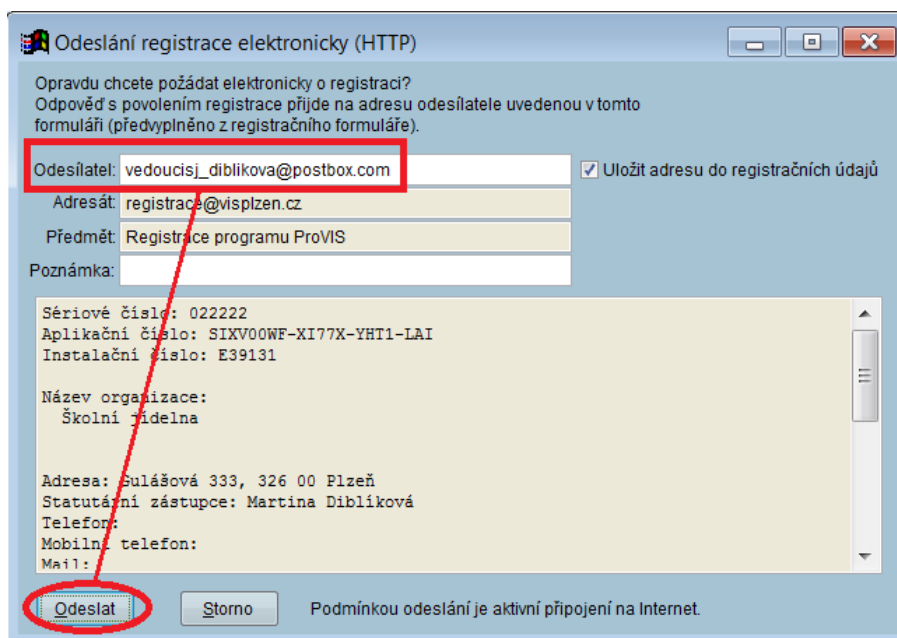 Odeslání registrace elektronicky (HTTP)
Opravdu chcete požádat elektronicky o registraci?
Odpověď s povolením registrace přijde na adresu odesílatele uvedenou v tomto
formuláři (předvyplněno z registračního formuláře).
Odesílatel: vedoucisj_diblikova@postbox.com Uložit adresu do registračních údajů
Adresát: registrace@visplzen.cz
Předmět: Registrace programu ProVIS
Poznámka:
Sériové číslo: 022222
Aplikační číslo: SIXV00WF-XI77X-YHT1-LAI
Instalační číslo: E39131
Název organizace:
Školní jídelna
Adresa: Gulášová 333, 326 00 Plzeň
Statutární zástupce: Martina Diblíková
Telefon:
Mobilní telefon:
Mail:
Odeslat Storno Podmínkou odeslání je aktivní připojení na Internet.